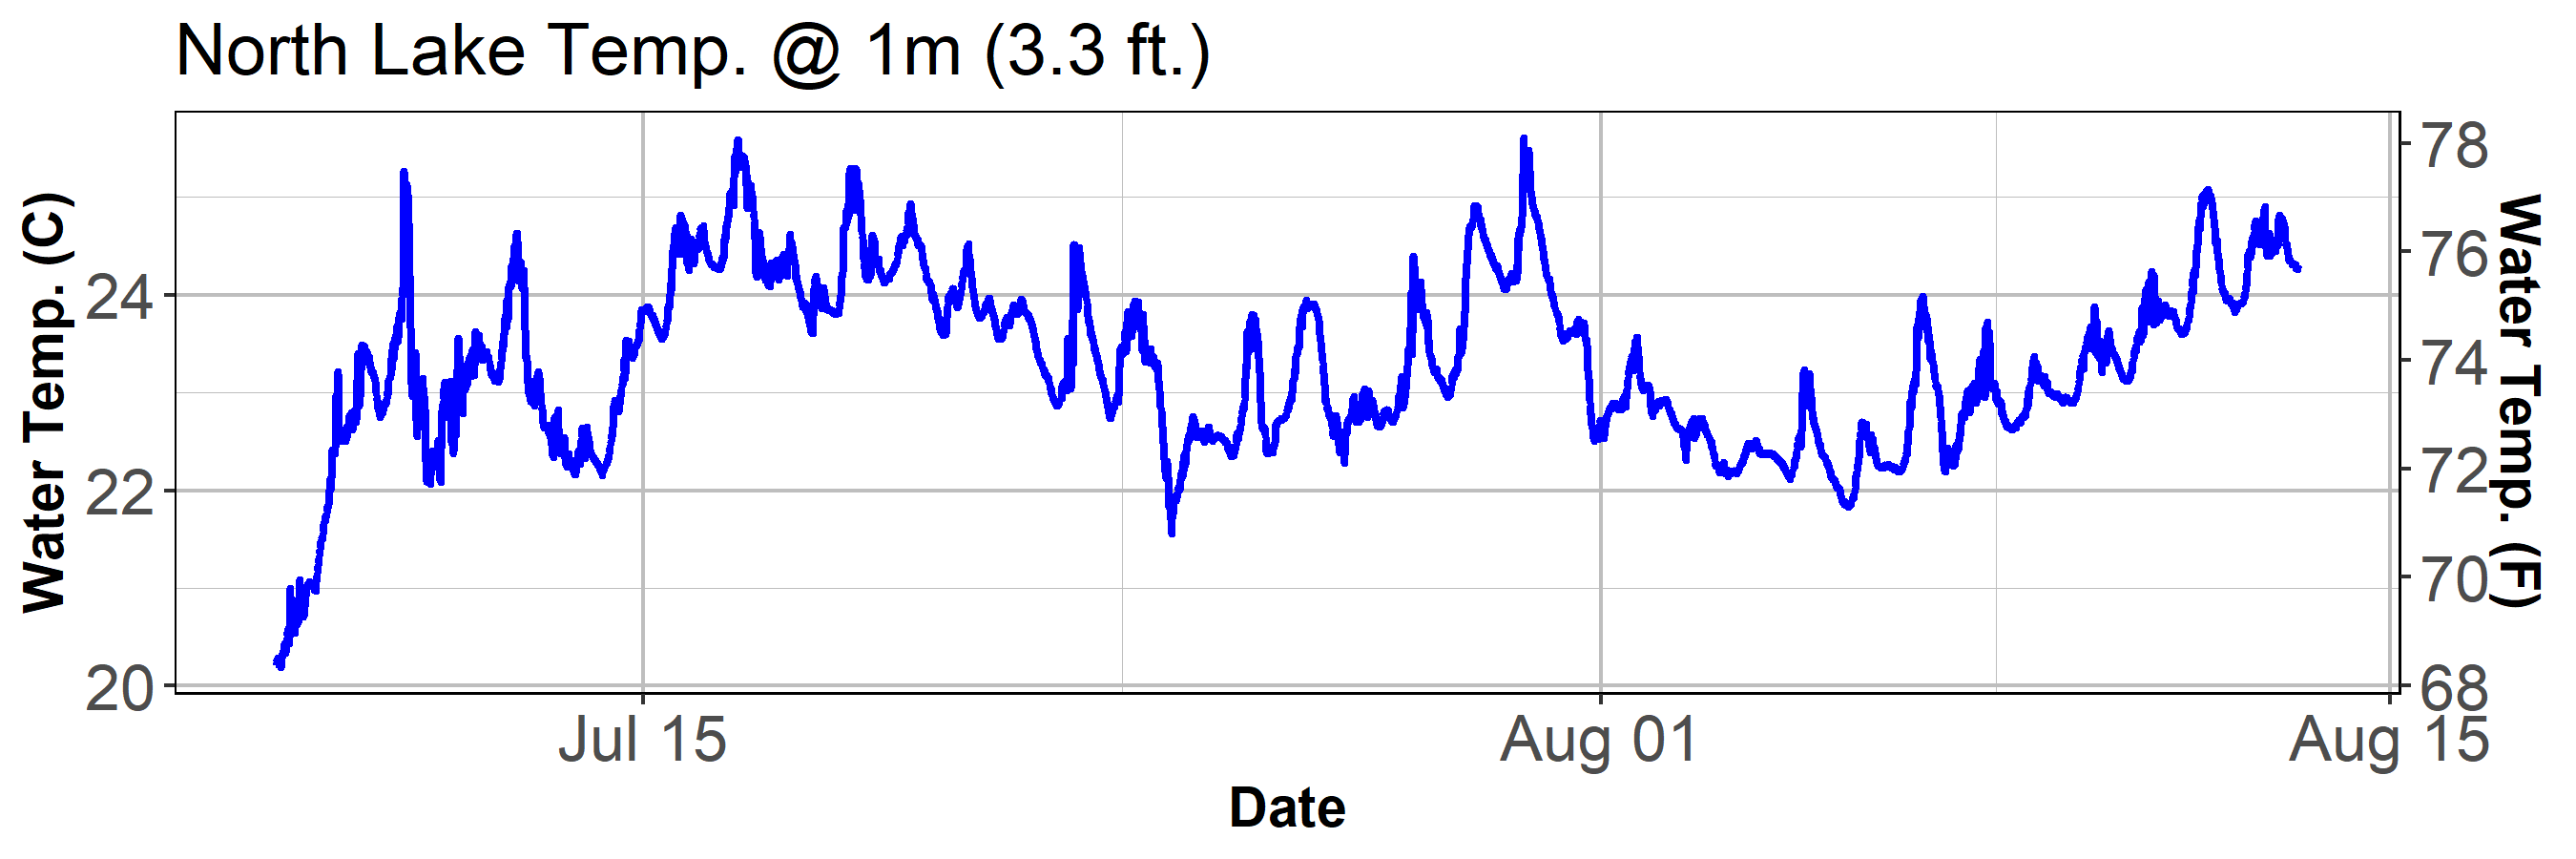 North Lake Temp. @ 1m (3.3 ft.)
Water Temp. (C)
24
22
20
78
76
74
72
70
68
Water Temp. (F)
Jul 15
Aug 01
Aug 15
Date